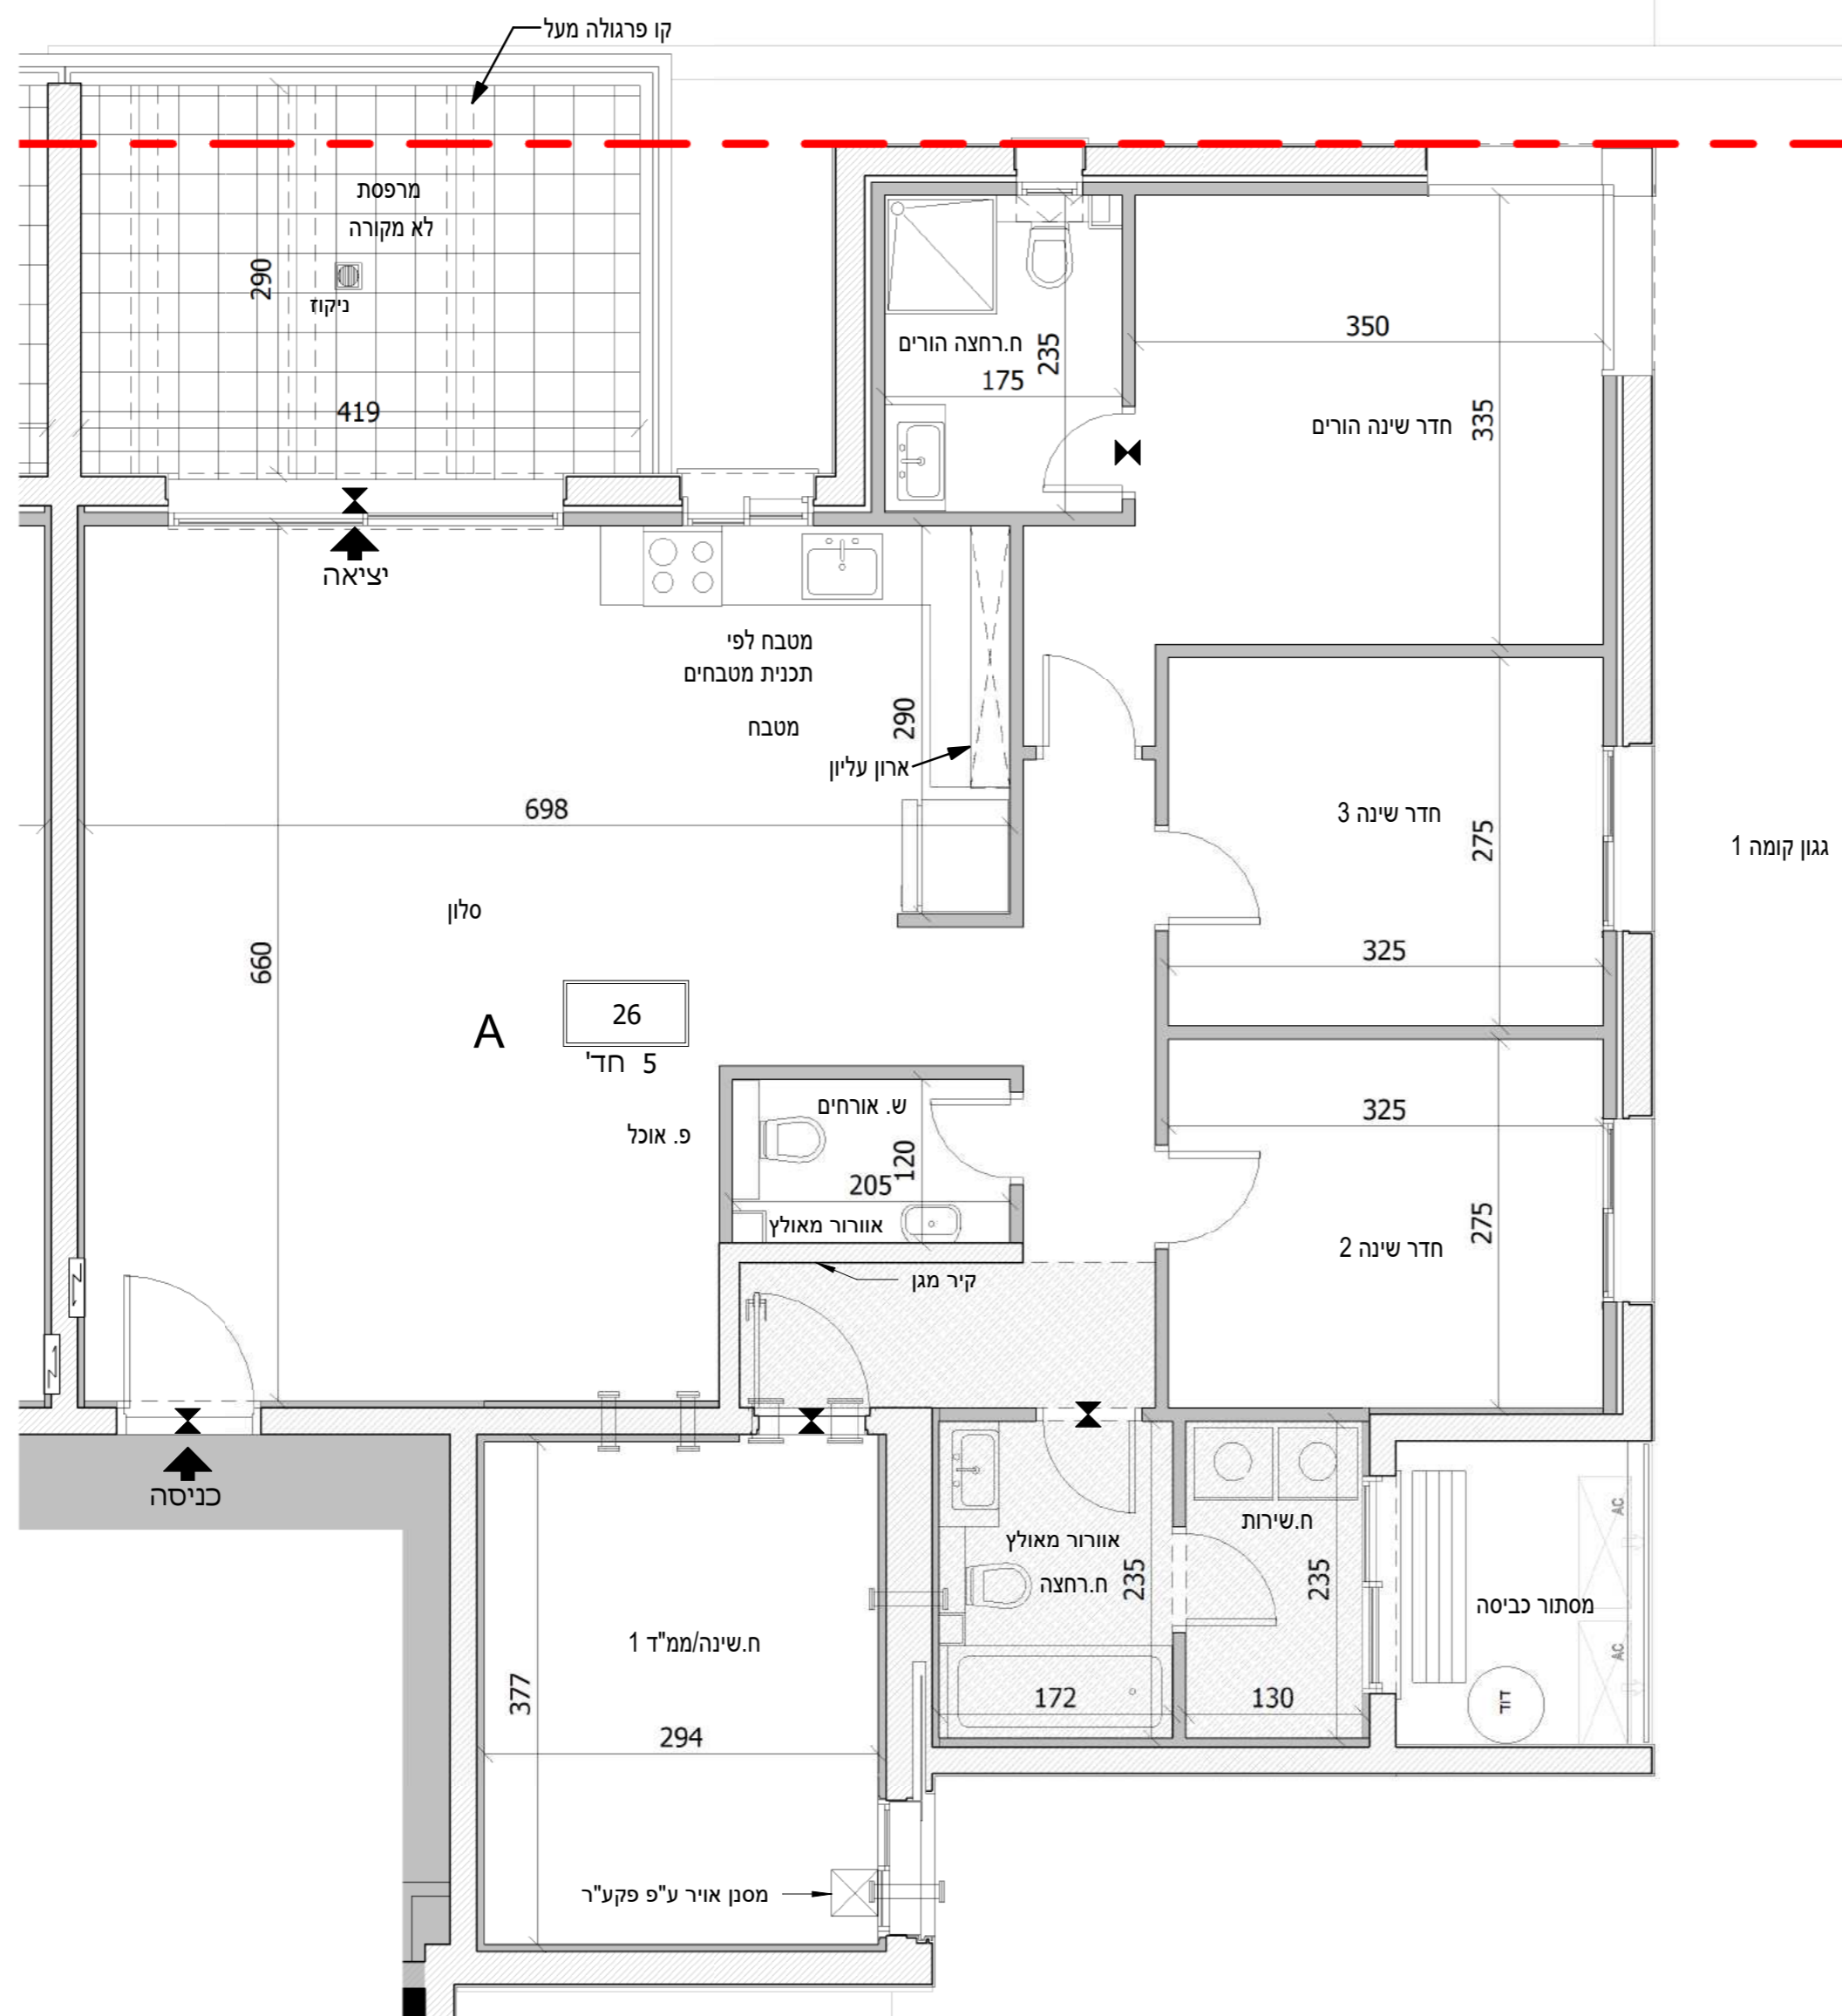 קו פרגולה מעל
מרפסת
לא מקורה
290
ניקוז
419
יציאה
ח.רחצה הורים
235
175
350
חדר שינה הורים
335
מטבח לפי
תכנית מטבחים
מטבח
290
ארון עליון
698
סלון
660
A
26
5 חד'
פ. אוכל
חדר שינה 3
275
325
גגון קומה 1
ש. אורחים
120
205
אוורור מאולץ
קיר מגן
325
275
חדר שינה 2
כניסה
ח.שינה/ממ"ד 1
377
294
מסנן אויר ע"פ פקע"ר
אוורור מאולץ
ח.רחצה
235
172
ח.שירות
235
130
מסתור כביסה
AC
AC
דוד